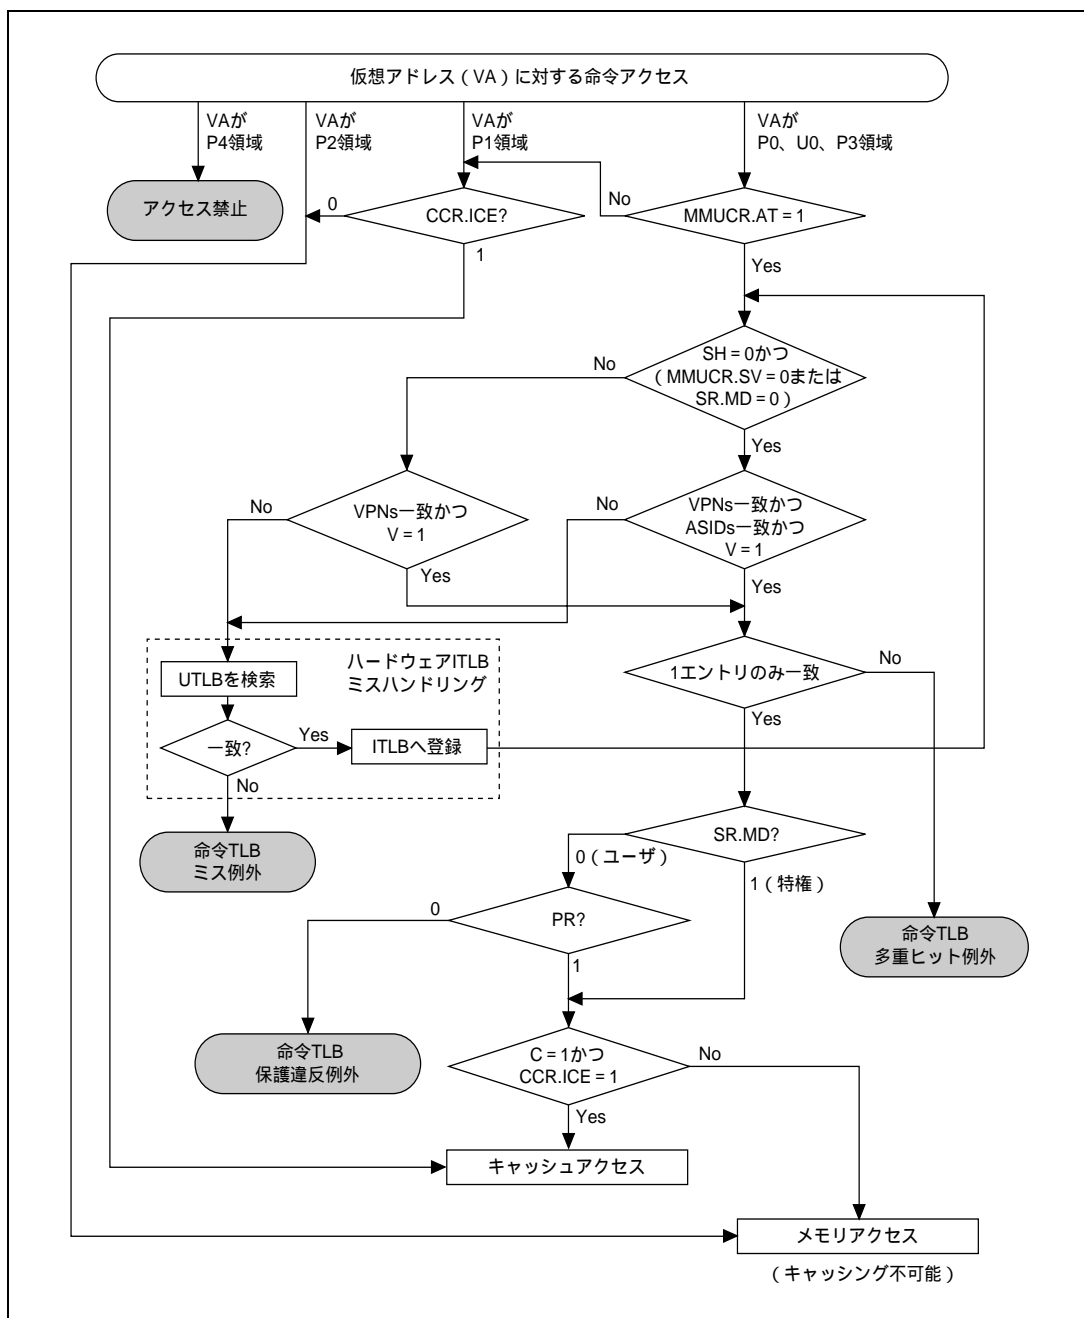 仮想アドレス(VA)に対する命令アクセス
VAが
P4領域
VAが
P2領域
VAが
P1領域
VAが
P0、U0、P3領域
アクセス禁止
0
CCR.ICE?
1
No
MMUCR.AT = 1
Yes
No
SH = 0かつ
(MMUCR.SV = 0または
SR.MD = 0)
Yes
No
VPNs一致かつ
V = 1
Yes
No
VPNs一致かつ
ASIDs一致かつ
V = 1
Yes
ハードウェアITLB
ミスハンドリング
UTLBを検索
一致?
Yes
ITLBへ登録
No
1エントリのみ一致
No
Yes
命令TLB
ミス例外
SR.MD?
0(ユーザ)
1(特権)
0
PR?
1
命令TLB
多重ヒット例外
命令TLB
保護違反例外
C = 1かつ
CCR.ICE = 1
No
Yes
キャッシュアクセス
メモリアクセス
(キャッシング不可能)